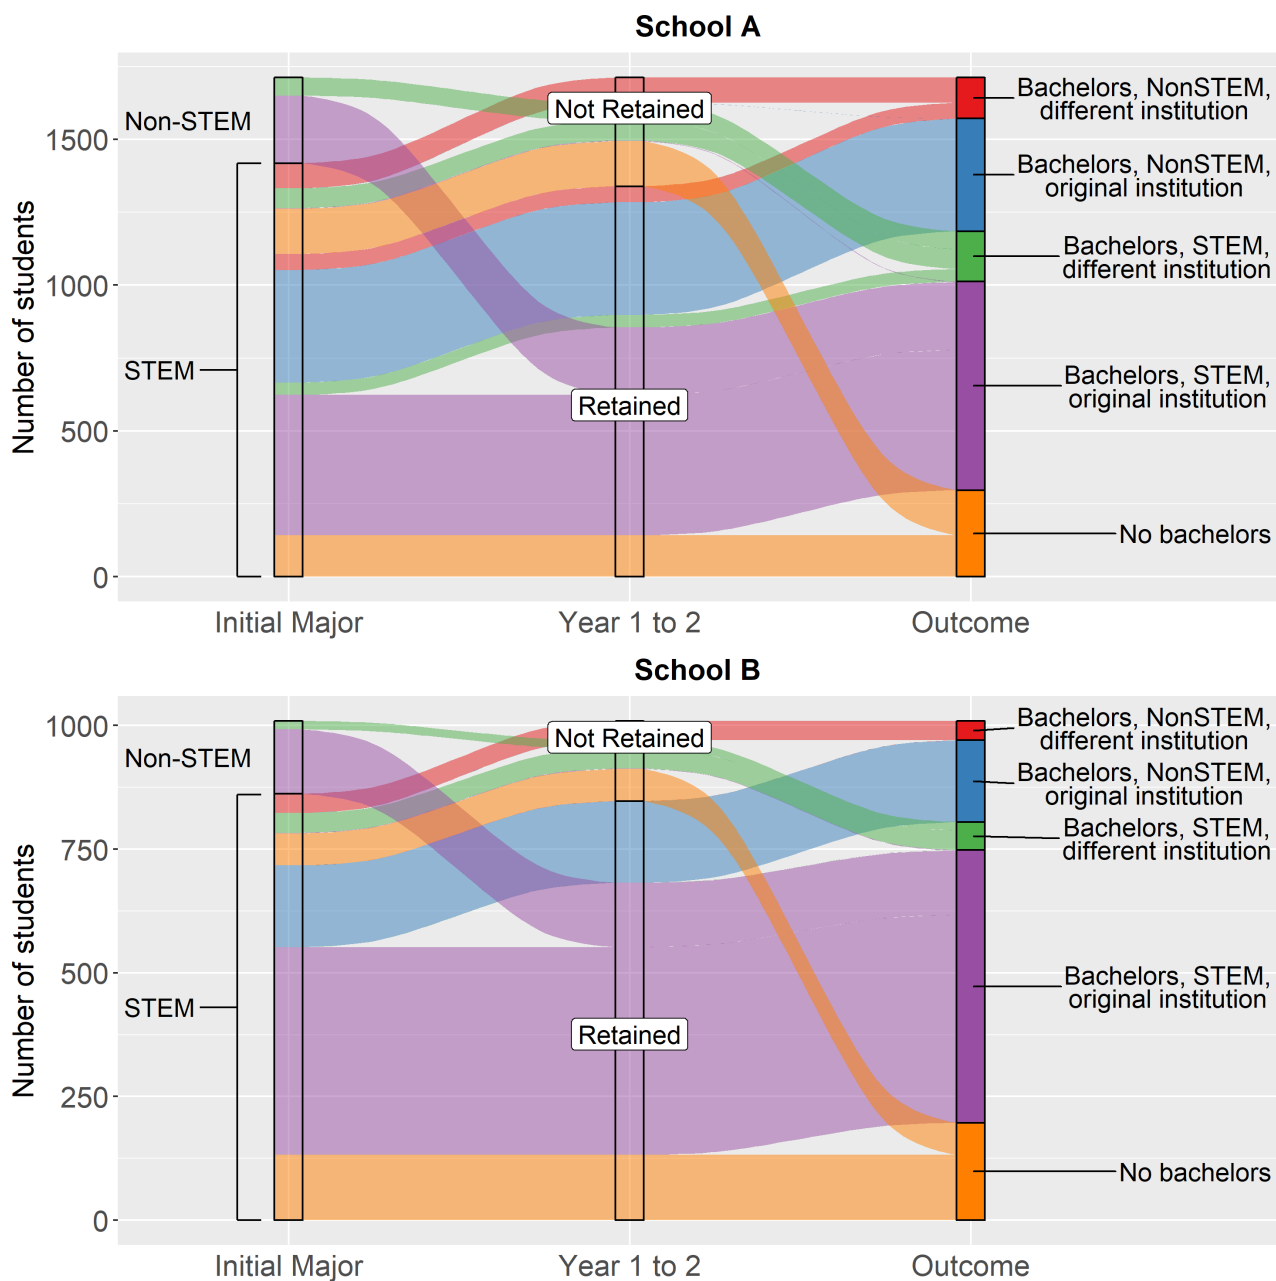 School A
Number of students
1500
1000
500
0
Non-STEM
STEM
Not Retained
Retained
Bachelors, NonSTEM,
different institution
Bachelors, NonSTEM,
original institution
Bachelors, STEM,
different institution
Bachelors, STEM,
original institution
No bachelors
Initial Major
Year 1 to 2
Outcome
School B
Number of students
1000
750
500
250
0
Non-STEM
STEM
Not Retained
Retained
Bachelors, NonSTEM,
different institution
Bachelors, NonSTEM,
original institution
Bachelors, STEM,
different institution
Bachelors, STEM,
original institution
No bachelors
Initial Major
Year 1 to 2
Outcome